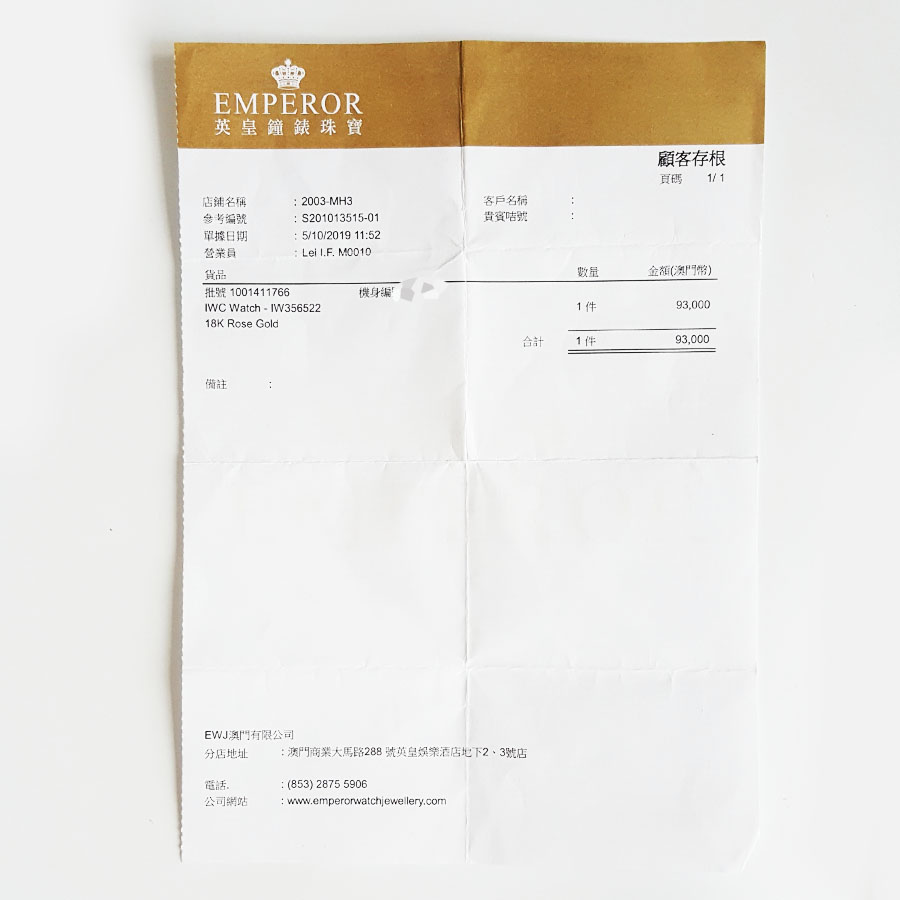 EMPEROR
英皇鐘錶珠寶
顧客存根
頁碼 1/ 1
店鋪名稱 : 2003-MH3 客戶名稱 :
參考編號 : S201013515-01 貴賓咭號 :
單據日期 : 5/10/2019 11:52
營業員 : Lei I.F. M0010
貨品 數量 金額(澳門幣)
批號 1001411766 機身編
IWC Watch - IW356522 1 件 93,000
18K Rose Gold
合計 1 件 93,000
備註 :
EWJ澳門有限公司
分店地址 : 澳門商業大馬路288 號英皇娛樂酒店地下2、3號店
電話. : (853) 2875 5906
公司網站 : www.emperorwatchjewellery.com